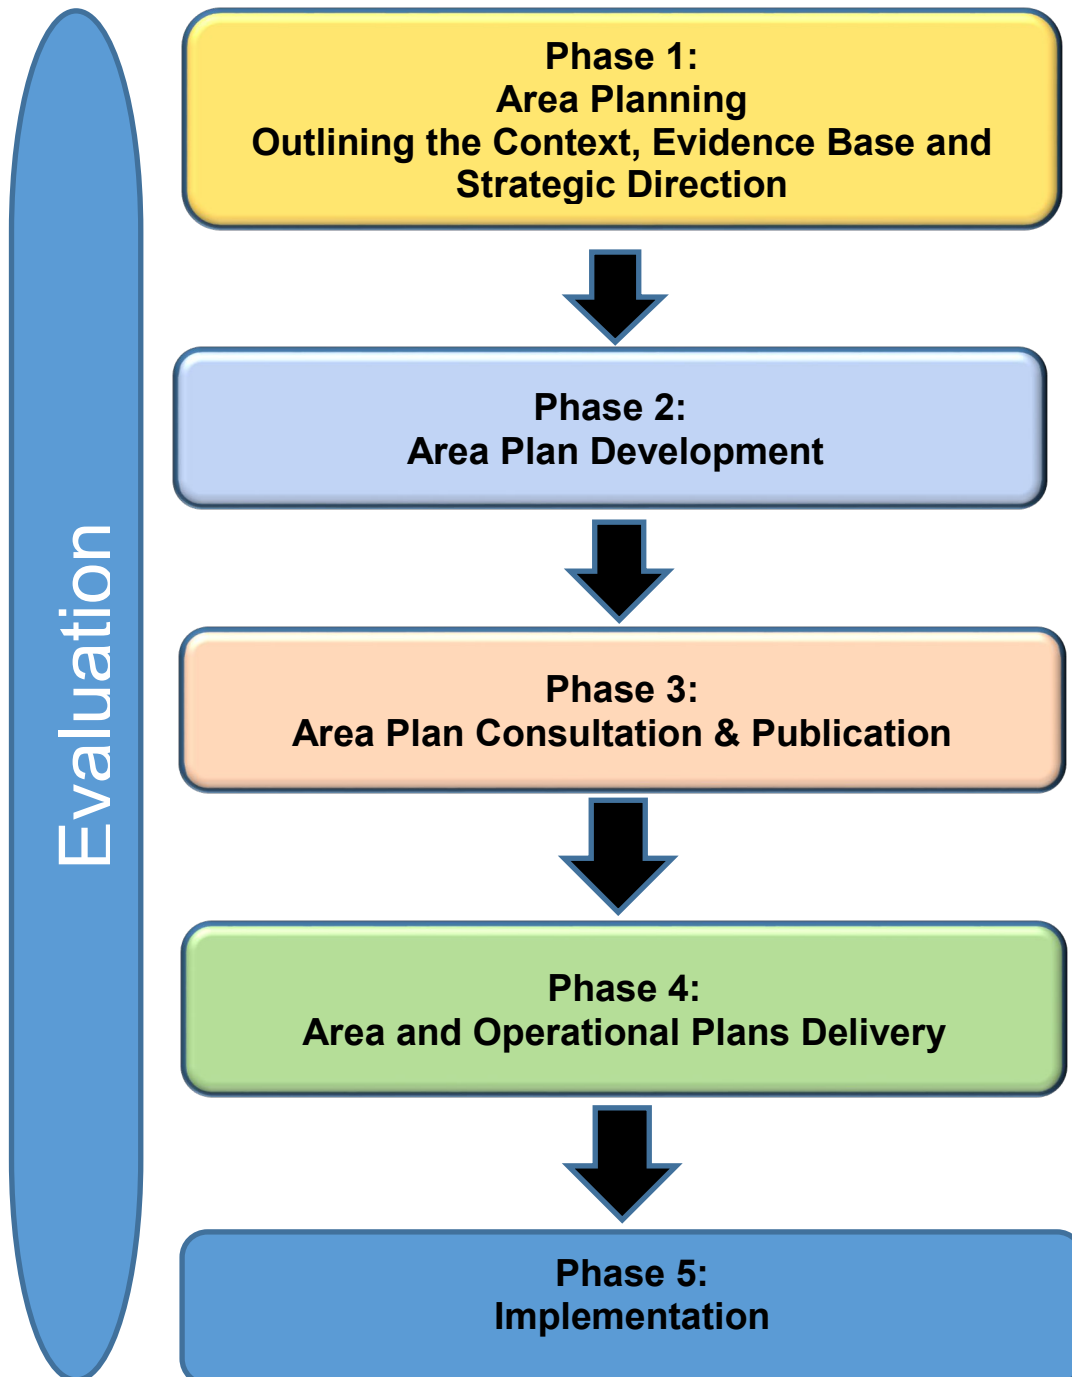 Evaluation
Phase 1:
Area Planning
Outlining the Context, Evidence Base and
Strategic Direction
Phase 2:
Area Plan Development
Phase 3:
Area Plan Consultation & Publication
Phase 4:
Area and Operational Plans Delivery
Phase 5:
Implementation